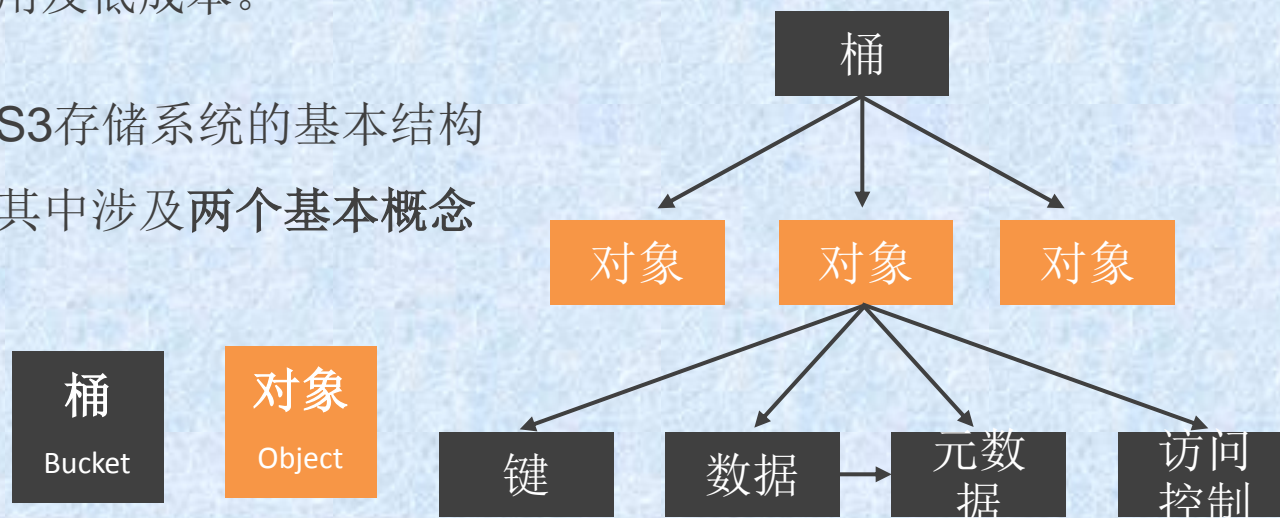 用及低成本。
S3存储系统的基本结构
其中涉及两个基本概念
桶
Bucket
对象
Object
桶
对象 对象 对象
键 数据 元数据 访问控制